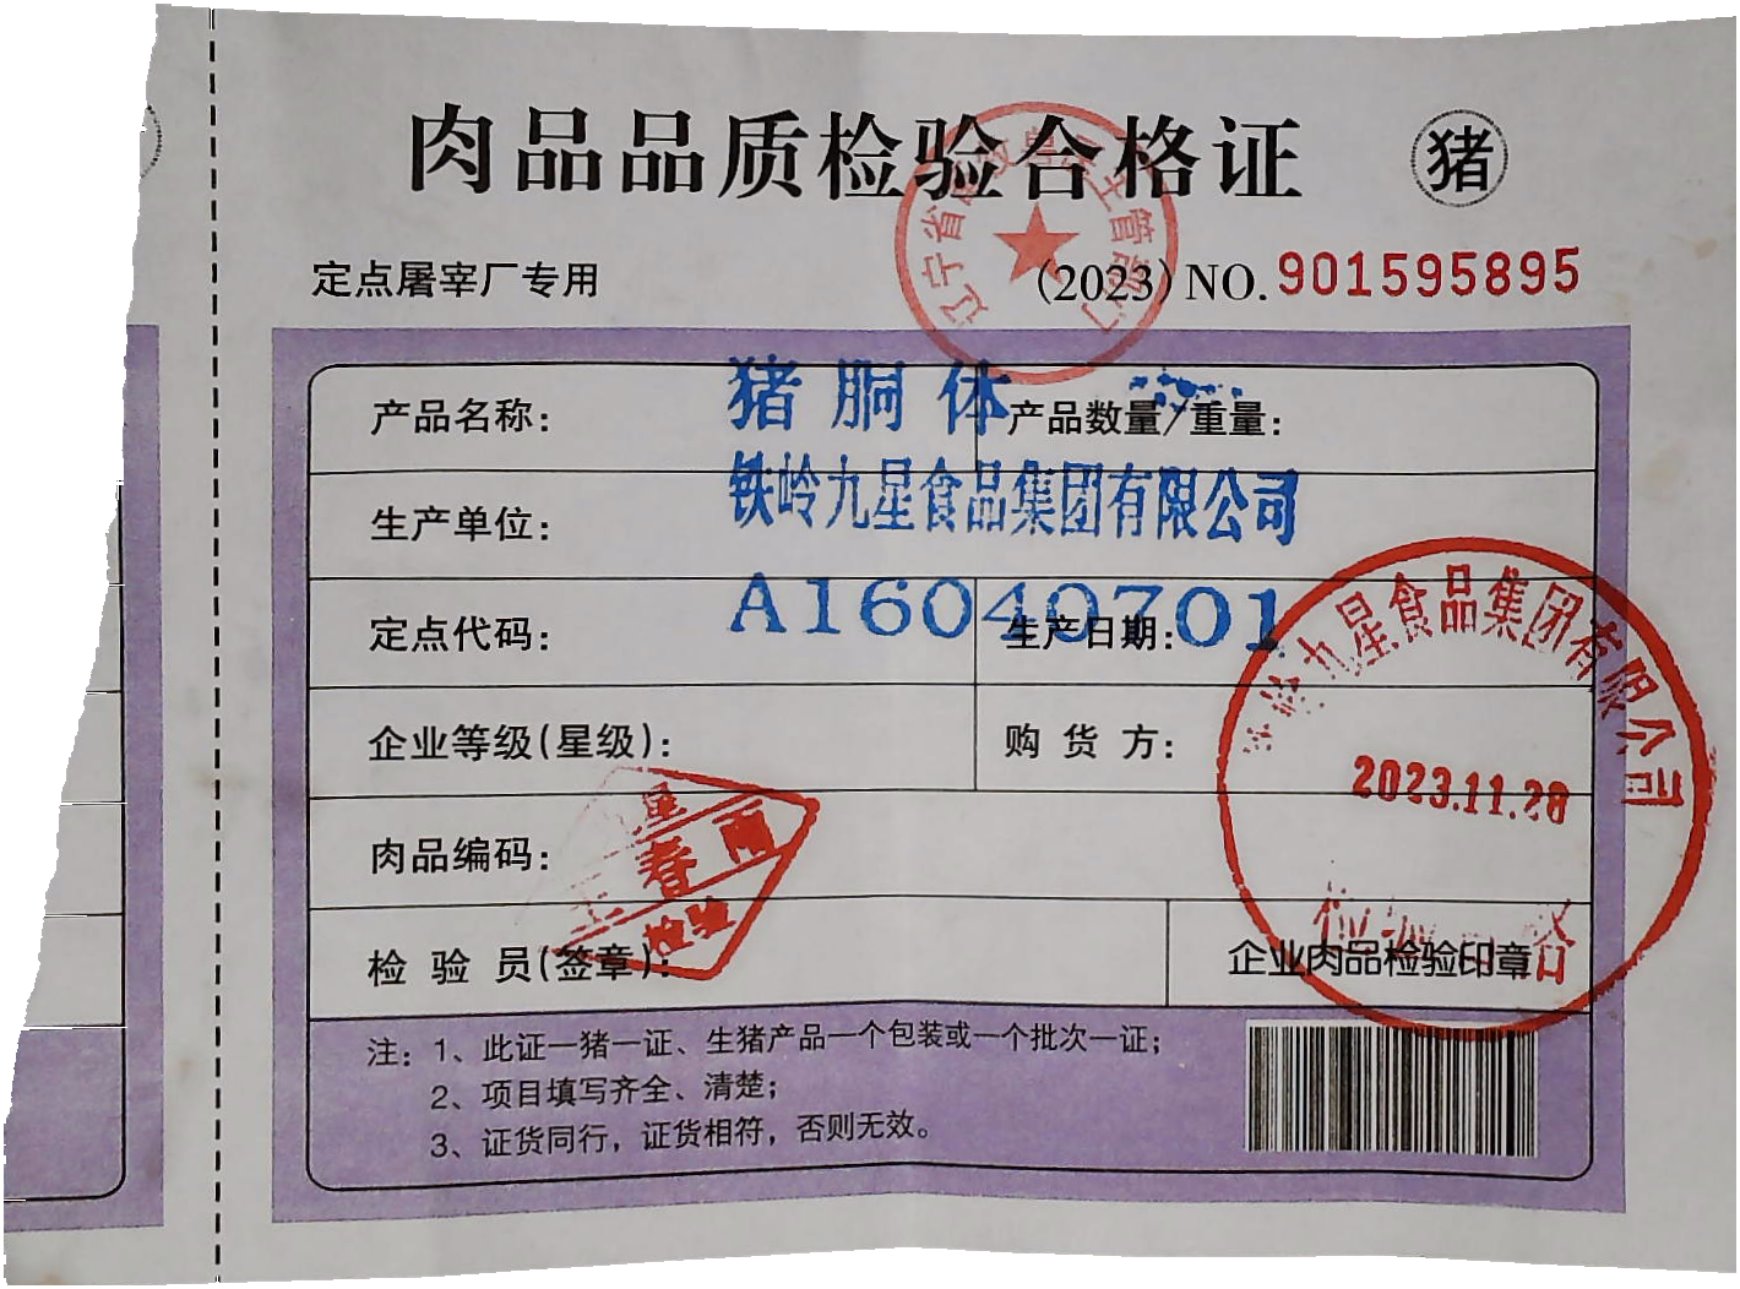 肉品品质检验合格证 猪
定点屠宰厂专用 (2023) NO.901595895
产品名称: 猪胴体 产品数量/重量:
生产单位: 铁岭九星食品集团有限公司
定点代码: A16040701 生产日期:
企业等级(星级): 购货方:
九星食品集团有限公司
2023.11.28
肉品编码:
春雨
检验
检验员(签章): 企业肉品检验印章
注: 1、此证一猪一证、生猪产品一个包装或一个批次一证;
2、项目填写齐全、清楚;
3、证货同行, 证货相符, 否则无效。